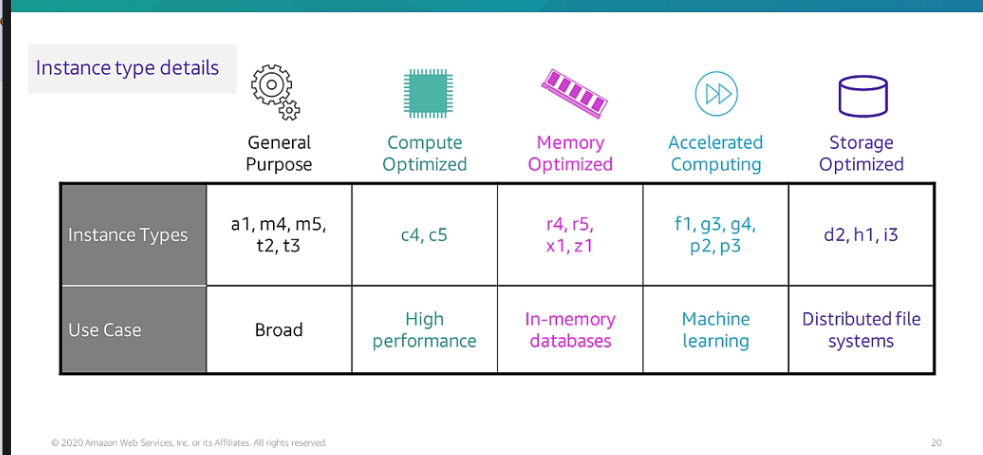 Instance type details
General
Purpose
Compute
Optimized
Memory
Optimized
Accelerated
Computing
Storage
Optimized
Instance Types
a1, m4, m5,
t2, t3
c4, c5
r4, r5,
x1, z1
f1, g3, g4,
p2, p3
d2, h1, i3
Use Case
Broad
High
performance
In-memory
databases
Machine
learning
Distributed file
systems
© 2020 Amazon Web Services, Inc. or its Affiliates. All rights reserved.
20